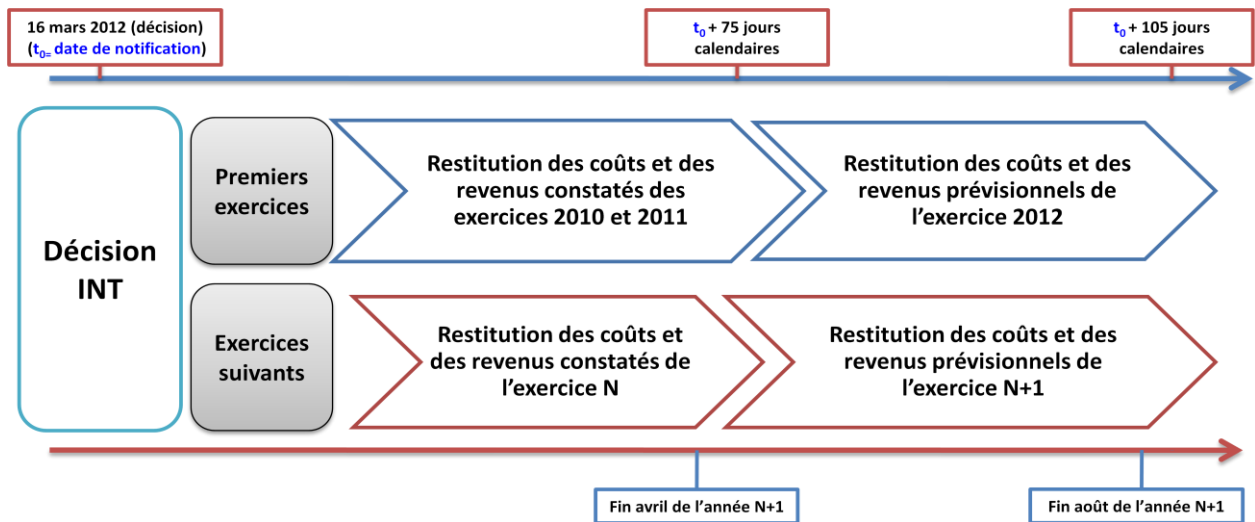 16 mars 2012 (décision)
(t0= date de notification)
t0 + 75 jours
calendaires
t0 + 105 jours
calendaires
Décision
INT
Premiers
exercices
Restitution des coûts et des
revenus constatés des
exercices 2010 et 2011
Restitution des coûts et des
revenus prévisionnels de
l’exercice 2012
Exercices
suivants
Restitution des coûts et
des revenus constatés de
l’exercice N
Restitution des coûts et des
revenus prévisionnels de
l’exercice N+1
Fin avril de l’année N+1
Fin août de l’année N+1